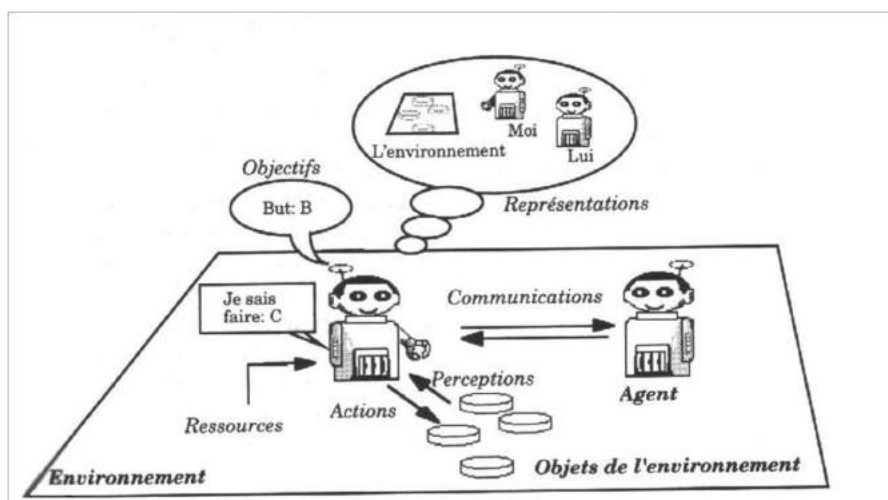 Moi
L'environnement
Lui
Objectifs
But: B
Représentations
Je sais
faire: C
Communications
Perceptions
Agent
Ressources
Actions
Environnement
Objets de l'environnement